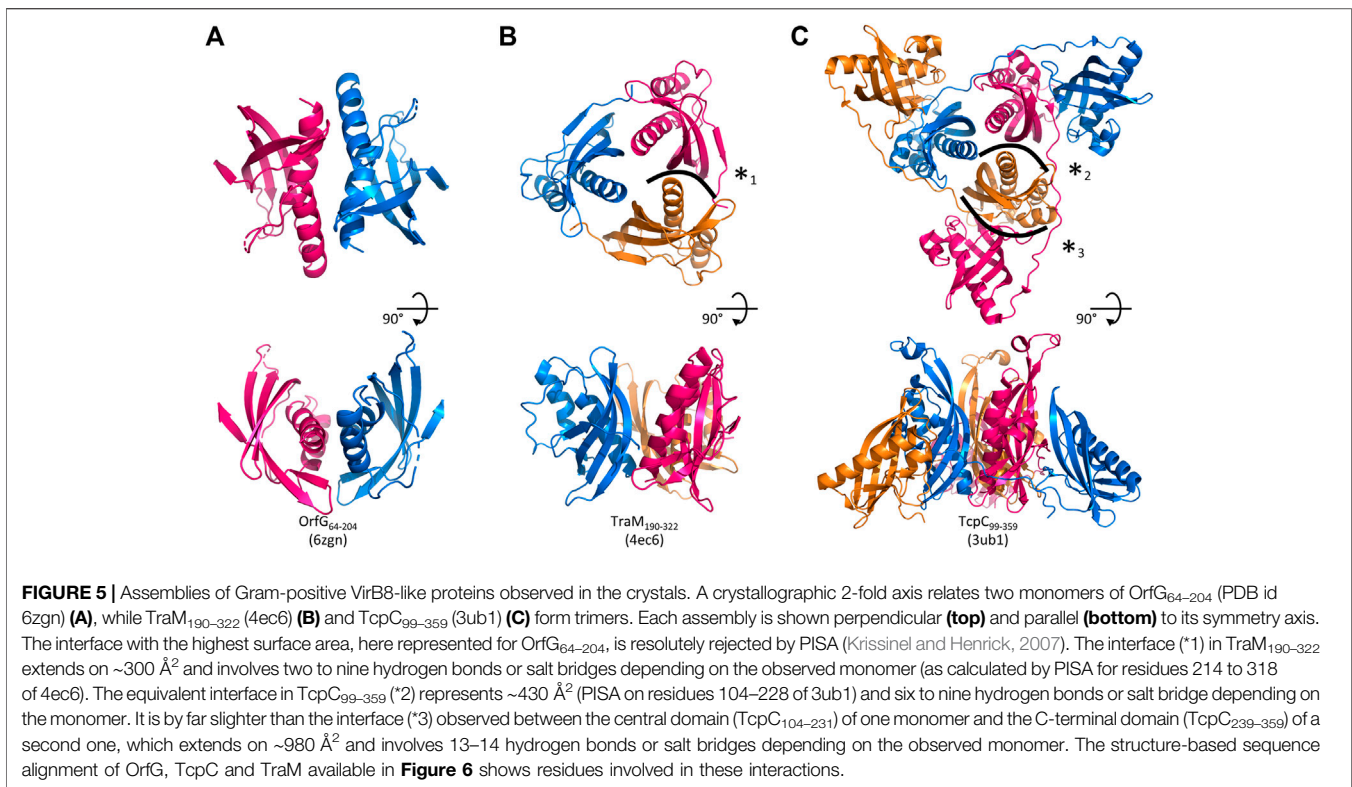 A
B
C
*1
*2
*3
90°
90°
90°
OrfG64-204
(6zgn)
TraM190-322
(4ec6)
TcpC99-359
(3ub1)
FIGURE 5 | Assemblies of Gram-positive VirB8-like proteins observed in the crystals. A crystallographic 2-fold axis relates two monomers of OrfG64–204 (PDB id
6zgn) (A), while TraM190–322 (4ec6) (B) and TcpC99–359 (3ub1) (C) form trimers. Each assembly is shown perpendicular (top) and parallel (bottom) to its symmetry axis.
The interface with the highest surface area, here represented for OrfG64–204, is resolutely rejected by PISA (Krissinel and Henrick, 2007). The interface (*1) in TraM190–322
extends on ~300 Å2 and involves two to nine hydrogen bonds or salt bridges depending on the observed monomer (as calculated by PISA for residues 214 to 318
of 4ec6). The equivalent interface in TcpC99–359 (*2) represents ~430 Å2 (PISA on residues 104–228 of 3ub1) and six to nine hydrogen bonds or salt bridge depending on
the monomer. It is by far slighter than the interface (*3) observed between the central domain (TcpC104–231) of one monomer and the C-terminal domain (TcpC239–359) of a
second one, which extends on ~980 Å2 and involves 13–14 hydrogen bonds or salt bridges depending on the observed monomer. The structure-based sequence
alignment of OrfG, TcpC and TraM available in Figure 6 shows residues involved in these interactions.